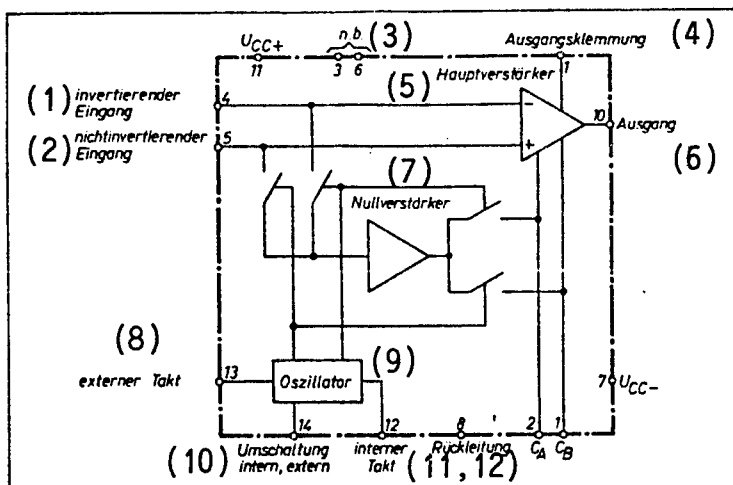 U_CC+
n.b. (3)
Ausgangsklemmung (4)
11
3 6
1
(1) invertierender
Eingang
4
(5) Hauptverstärker
−
10
Ausgang
(2) nichtinvertierender
Eingang
5
+
(6)
(7)
Nullverstärker
(8)
externer Takt
13
Oszillator
(9)
7 U_CC−
14
12
8
2
1
(10) Umschaltung
intern, extern
interner
Takt
Rückleitung
(11, 12)
C_A
C_B